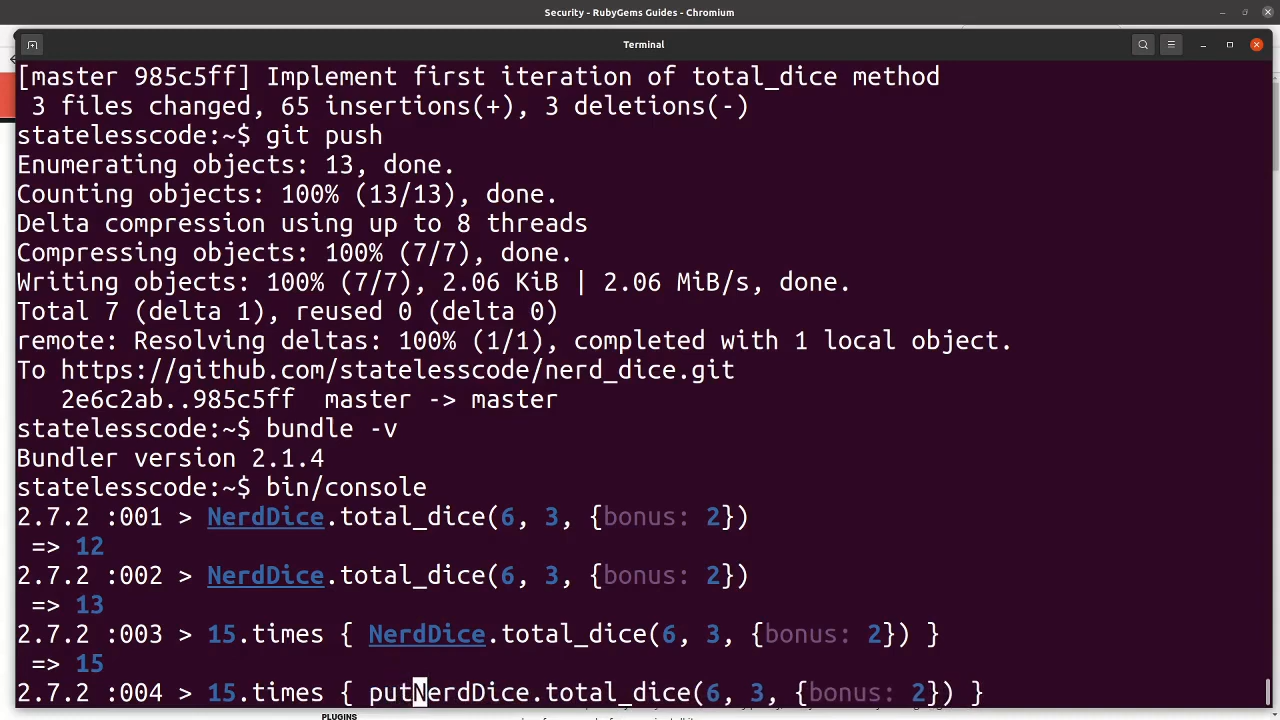 Security - RubyGems Guides - Chromium
Terminal
[master 985c5ff] Implement first iteration of total_dice method
3 files changed, 65 insertions(+), 3 deletions(-)
statelesscode:~$ git push
Enumerating objects: 13, done.
Counting objects: 100% (13/13), done.
Delta compression using up to 8 threads
Compressing objects: 100% (7/7), done.
Writing objects: 100% (7/7), 2.06 KiB | 2.06 MiB/s, done.
Total 7 (delta 1), reused 0 (delta 0)
remote: Resolving deltas: 100% (1/1), completed with 1 local object.
To https://github.com/statelesscode/nerd_dice.git
2e6c2ab..985c5ff  master -> master
statelesscode:~$ bundle -v
Bundler version 2.1.4
statelesscode:~$ bin/console
2.7.2 :001 > NerdDice.total_dice(6, 3, {bonus: 2})
=> 12
2.7.2 :002 > NerdDice.total_dice(6, 3, {bonus: 2})
=> 13
2.7.2 :003 > 15.times { NerdDice.total_dice(6, 3, {bonus: 2}) }
=> 15
2.7.2 :004 > 15.times { putNerdDice.total_dice(6, 3, {bonus: 2}) }
PLUGINS